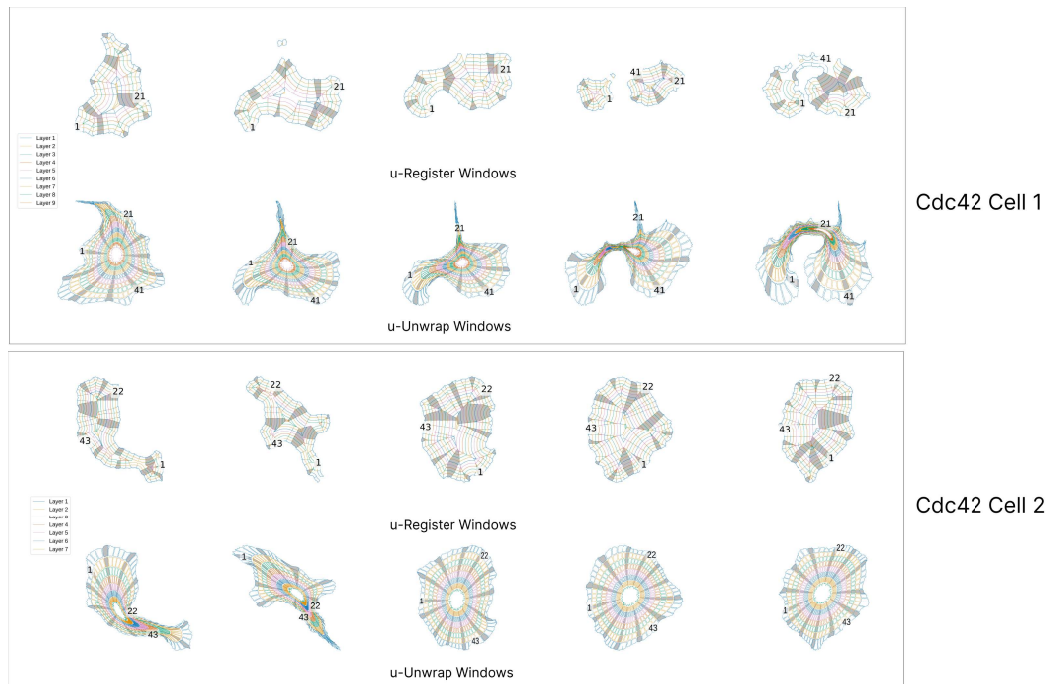 21
1
21
1
21
1
41
21
1
41
1
21
Layer 1
Layer 2
Layer 3
Layer 4
Layer 5
Layer 6
Layer 7
Layer 8
Layer 9
u-Register Windows
Cdc42 Cell 1
21
1
41
21
1
41
21
1
41
21
1
41
21
1
41
u-Unwrap Windows
22
43
1
22
43
1
22
43
1
22
43
1
22
43
1
Layer 1
Layer 2
Layer 4
Layer 5
Layer 6
Layer 7
u-Register Windows
Cdc42 Cell 2
1
22
43
1
22
43
22
1
43
22
1
43
22
1
43
u-Unwrap Windows